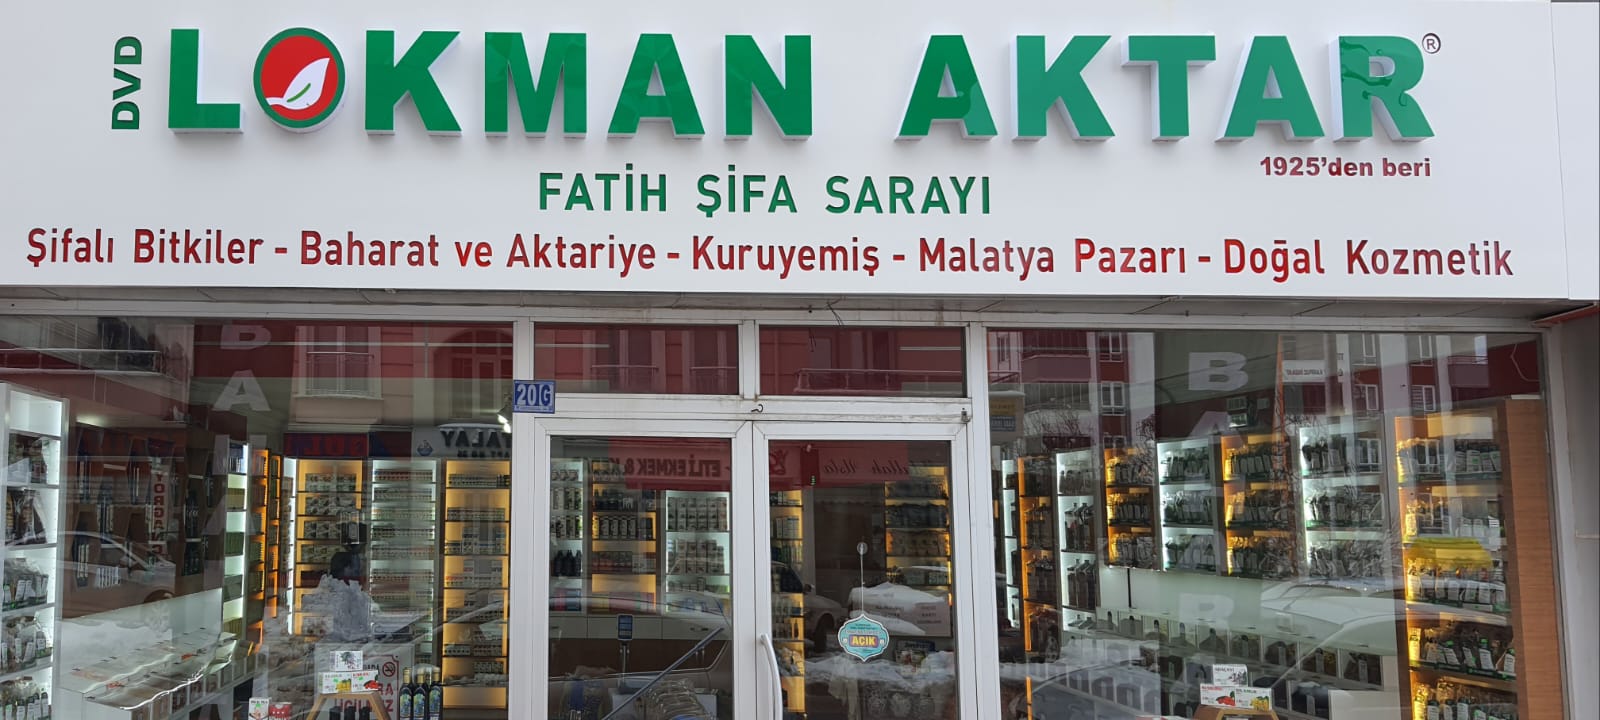 DVD LOKMAN AKTAR®
1925'den beri
FATİH ŞİFA SARAYI
Şifalı Bitkiler - Baharat ve Aktariye - Kuruyemiş - Malatya Pazarı - Doğal Kozmetik
20G
AÇIK